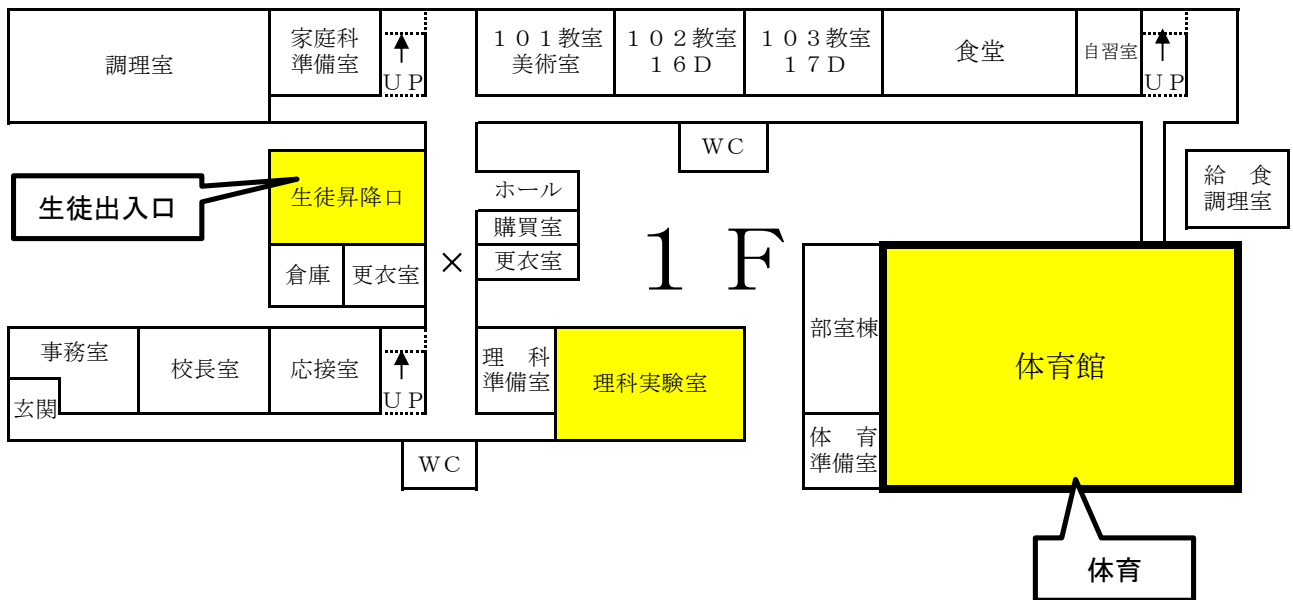 調理室
家庭科
準備室
ＵＰ
１０１教室
美術室
１０２教室
１６Ｄ
１０３教室
１７Ｄ
食堂
自習室
ＵＰ
ＷＣ
生徒出入口
生徒昇降口
ホール
購買室
更衣室
給　食
調理室
倉庫
更衣室
×
１Ｆ
事務室
玄関
校長室
応接室
ＵＰ
理　科
準備室
理科実験室
部室棟
体育館
体　育
準備室
ＷＣ
体育